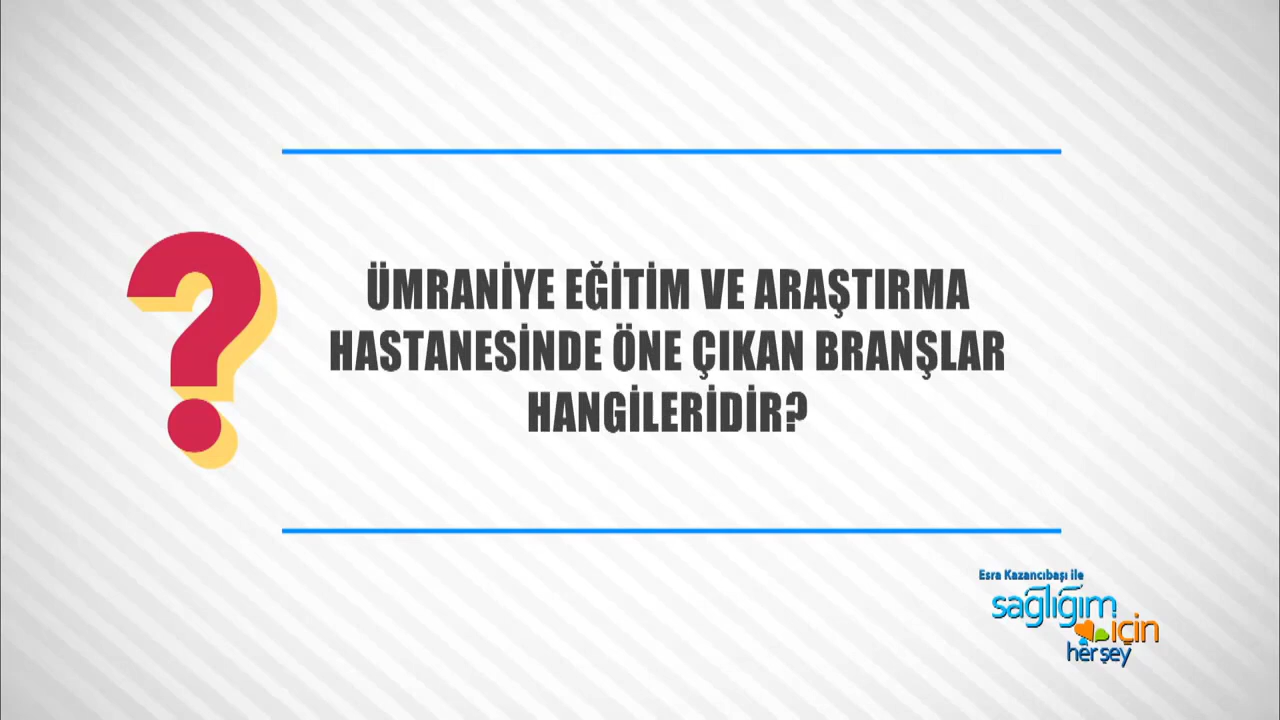 ÜMRANİYE EĞİTİM VE ARAŞTIRMA
HASTANESİNDE ÖNE ÇIKAN BRANŞLAR
HANGİLERİDİR?
Esra Kazancıbaşı ile
sağlığım
için
her şey